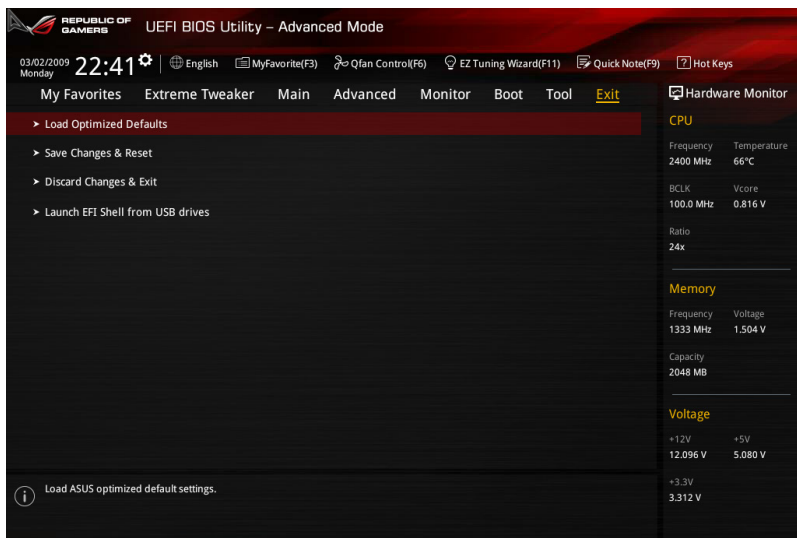 REPUBLIC OF
GAMERS
UEFI BIOS Utility – Advanced Mode
03/02/2009
Monday
22:41
English
MyFavorite(F3)
Qfan Control(F6)
EZ Tuning Wizard(F11)
Quick Note(F9)
? Hot Keys
My Favorites
Extreme Tweaker
Main
Advanced
Monitor
Boot
Tool
Exit
Load Optimized Defaults
Save Changes & Reset
Discard Changes & Exit
Launch EFI Shell from USB drives
Load ASUS optimized default settings.
Hardware Monitor
CPU
Frequency Temperature
2400 MHz 66°C
BCLK Vcore
100.0 MHz 0.816 V
Ratio
24x
Memory
Frequency Voltage
1333 MHz 1.504 V
Capacity
2048 MB
Voltage
+12V +5V
12.096 V 5.080 V
+3.3V
3.312 V